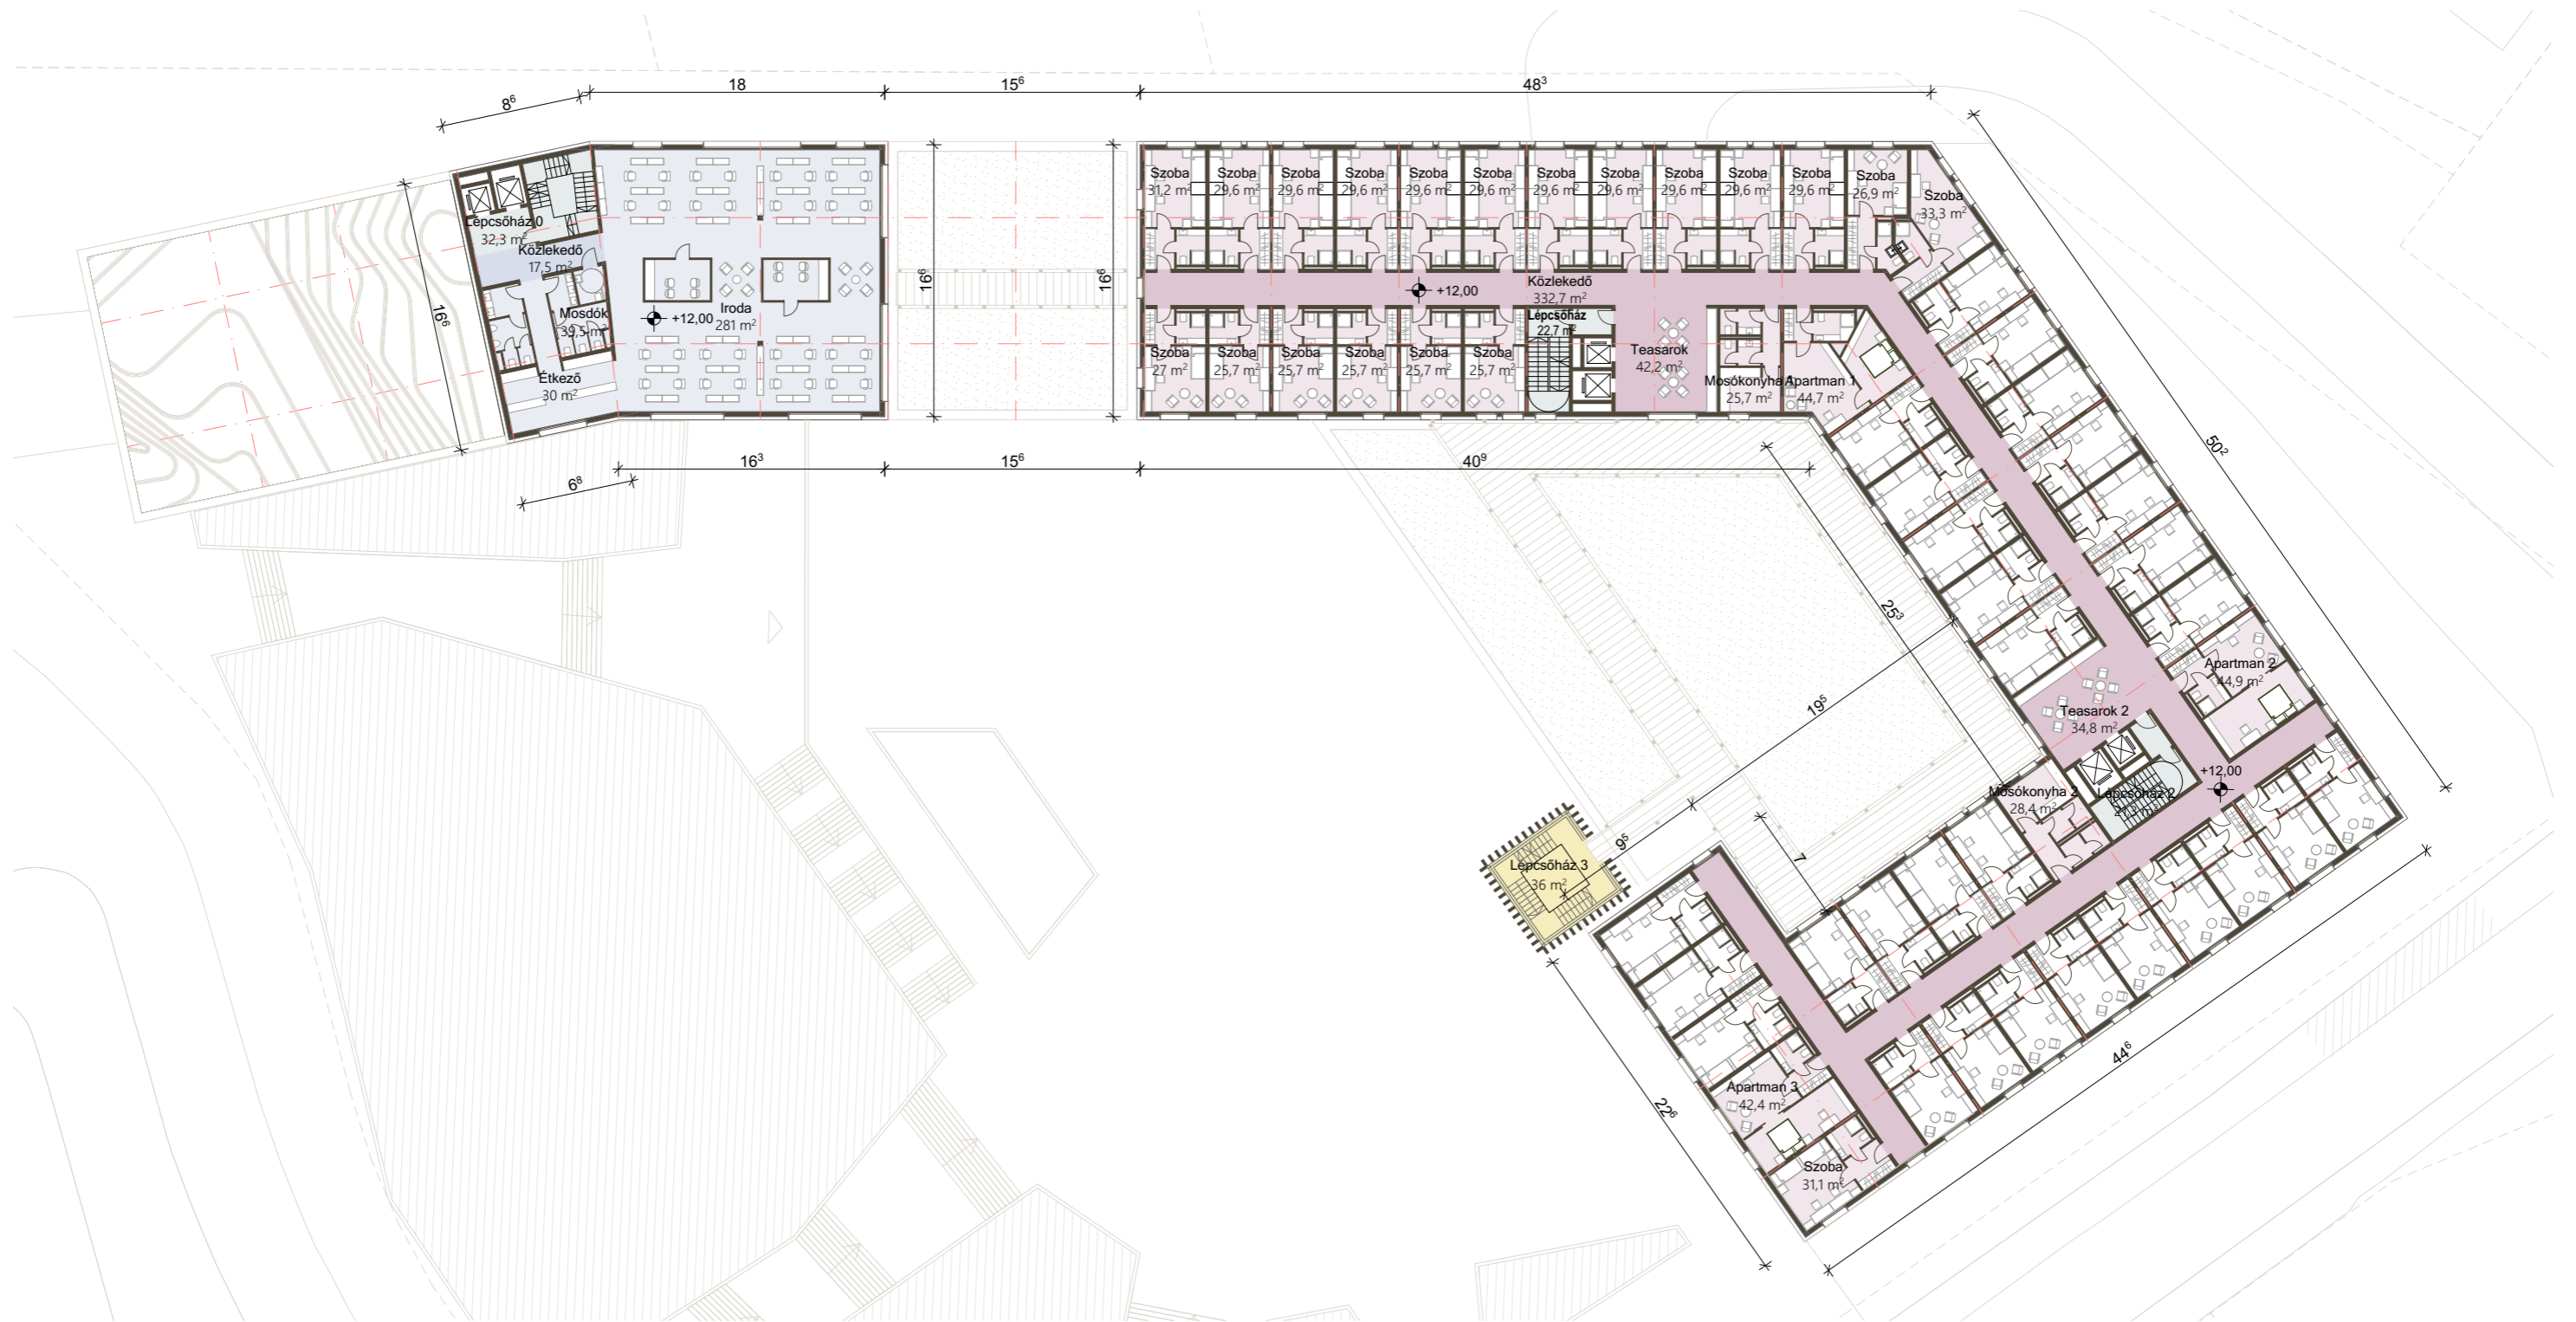 8⁶
18
15⁶
48³
Lépcsőház 0
32,3 m²
Közlekedő
17,5 m²
Mosdók
39,5 m²
Étkező
30 m²
Iroda
281 m²
+12,00
16⁶
16⁶
16⁶
6⁸
16³
15⁶
40⁹
Szoba
31,2 m²
Szoba
29,6 m²
Szoba
29,6 m²
Szoba
29,6 m²
Szoba
29,6 m²
Szoba
29,6 m²
Szoba
29,6 m²
Szoba
29,6 m²
Szoba
29,6 m²
Szoba
29,6 m²
Szoba
29,6 m²
Szoba
26,9 m²
Szoba
33,3 m²
+12,00
Közlekedő
332,7 m²
Lépcsőház
22,7 m²
Szoba
27 m²
Szoba
25,7 m²
Szoba
25,7 m²
Szoba
25,7 m²
Szoba
25,7 m²
Szoba
25,7 m²
Teasarok
42,2 m²
Mosókonyha
25,7 m²
Apartman 1
44,7 m²
50²
25³
19⁵
9⁵
7
Apartman 2
44,9 m²
Teasarok 2
34,8 m²
+12,00
Mosókonyha 2
28,4 m²
Lépcsőház 2
Lépcsőház 3
36 m²
22⁶
44⁶
Apartman 3
42,4 m²
Szoba
31,1 m²